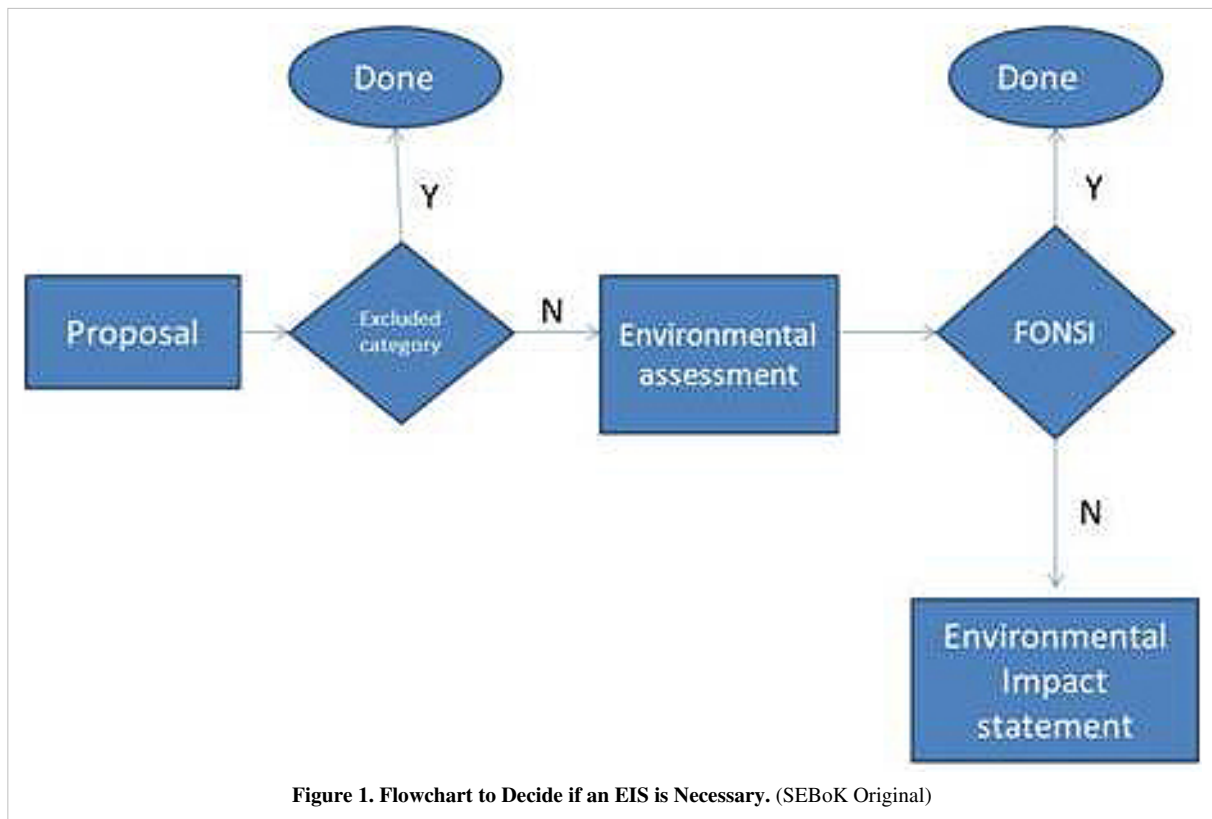 Done
Done
Y
Y
Proposal
Excluded
category
N
Environmental
assessment
FONSI
N
Environmental
Impact
statement
Figure 1. Flowchart to Decide if an EIS is Necessary. (SEBoK Original)